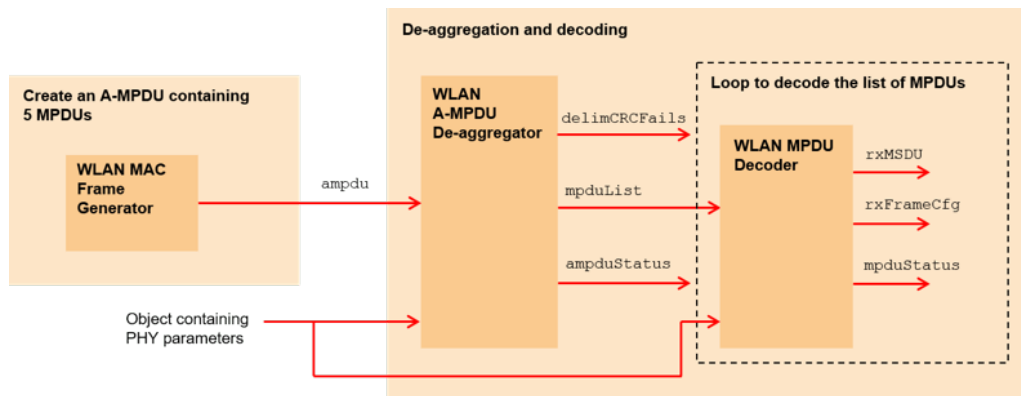 De-aggregation and decoding
Create an A-MPDU containing
5 MPDUs
WLAN MAC
Frame
Generator
ampdu
WLAN
A-MPDU
De-aggregator
delimCRCFails
mpduList
ampduStatus
Loop to decode the list of MPDUs
WLAN MPDU
Decoder
rxMSDU
rxFrameCfg
mpduStatus
Object containing
PHY parameters